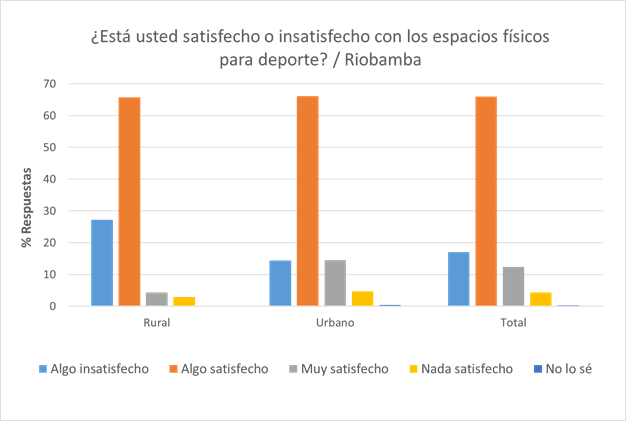 ¿Está usted satisfecho o insatisfecho con los espacios físicos
para deporte? / Riobamba
% Respuestas
70
60
50
40
30
20
10
0
Rural Urbano Total
Algo insatisfecho Algo satisfecho Muy satisfecho Nada satisfecho No lo sé